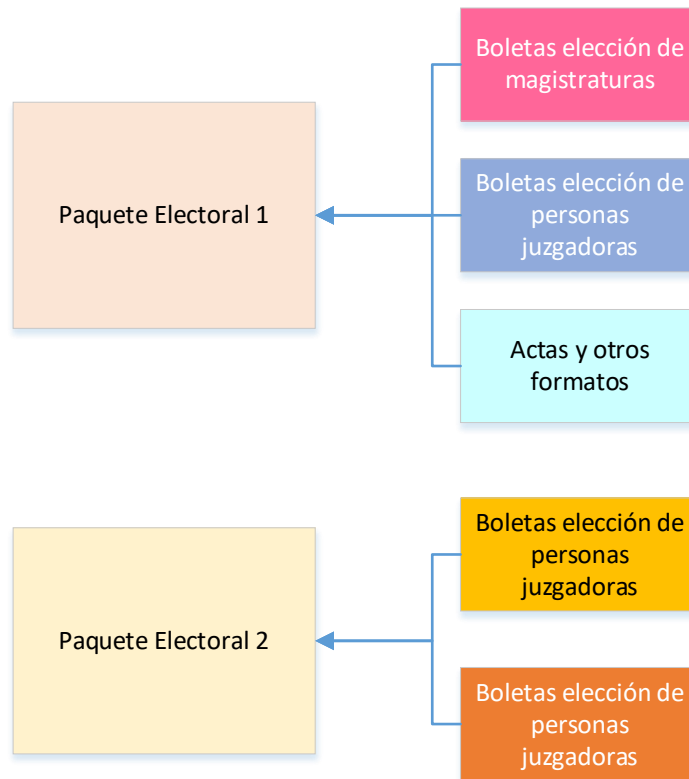 Boletas elección de
magistraturas
Paquete Electoral 1
Boletas elección de
personas
juzgadoras
Actas y otros
formatos
Boletas elección de
personas
juzgadoras
Paquete Electoral 2
Boletas elección de
personas
juzgadoras